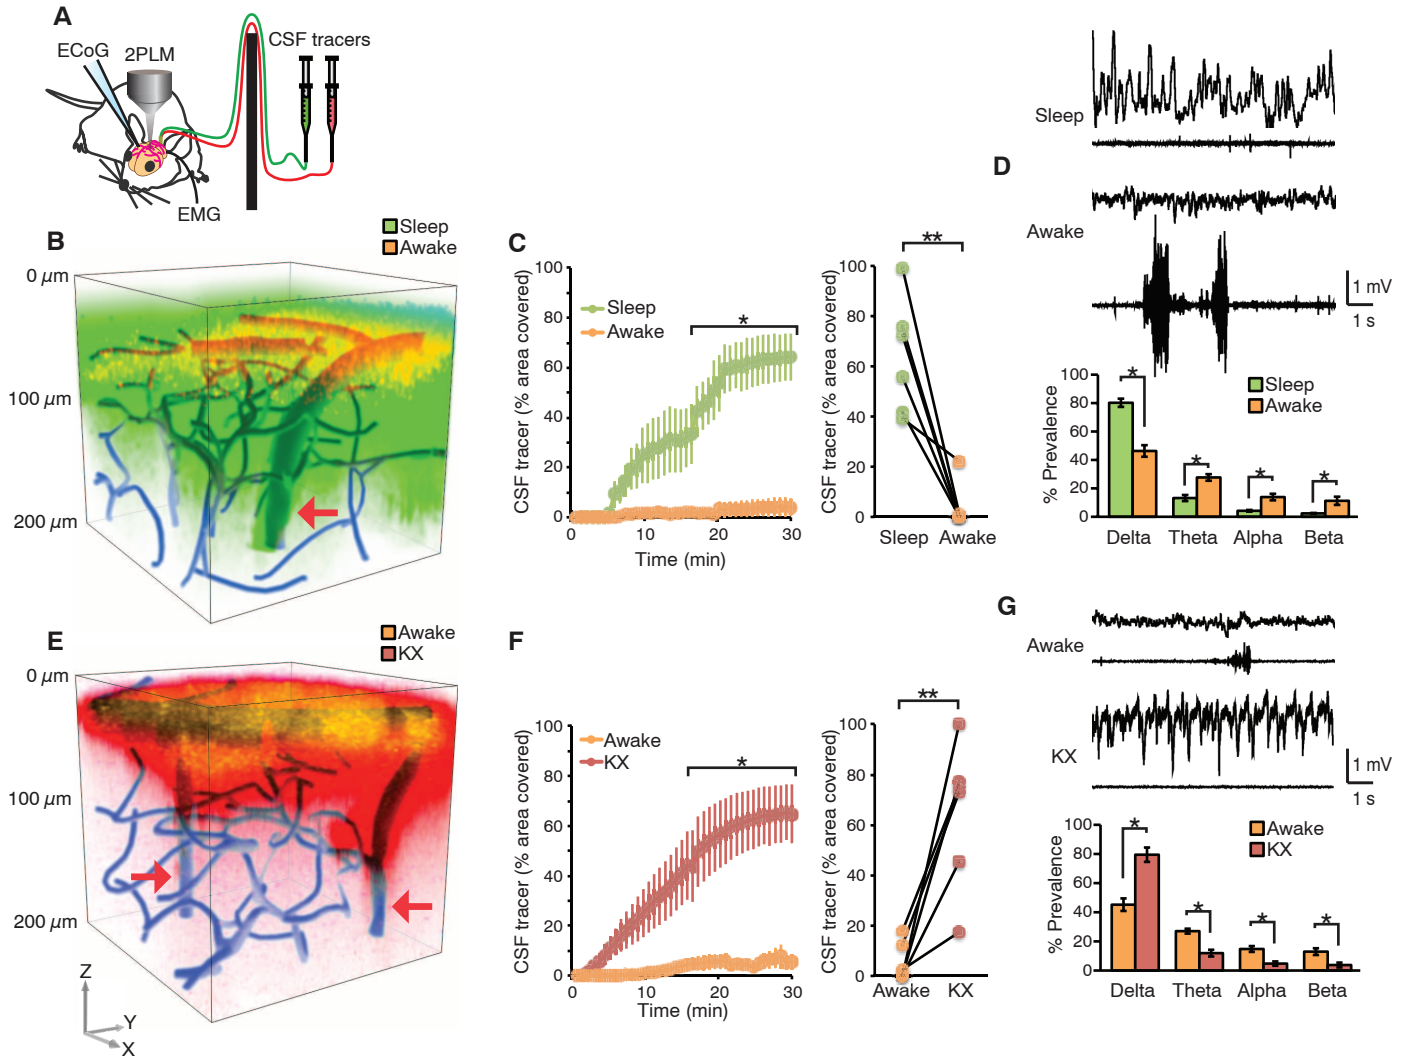 A
ECoG
2PLM
CSF tracers
EMG
B
Sleep
Awake
0 µm
100 µm
200 µm
C
CSF tracer (% area covered)
100
80
60
40
20
0
Sleep
Awake
*
0 10 20 30
Time (min)
CSF tracer (% area covered)
100
80
60
40
20
0
**
Sleep Awake
D
Sleep
Awake
1 mV
1 s
% Prevalence
100
80
60
40
20
0
Sleep
Awake
* * * *
Delta Theta Alpha Beta
E
Awake
KX
0 µm
100 µm
200 µm
Z
Y
X
F
CSF tracer (% area covered)
100
80
60
40
20
0
Awake
KX
*
0 10 20 30
Time (min)
CSF tracer (% area covered)
100
80
60
40
20
0
**
Awake KX
G
Awake
KX
1 mV
1 s
% Prevalence
100
80
60
40
20
0
Awake
KX
* * * *
Delta Theta Alpha Beta